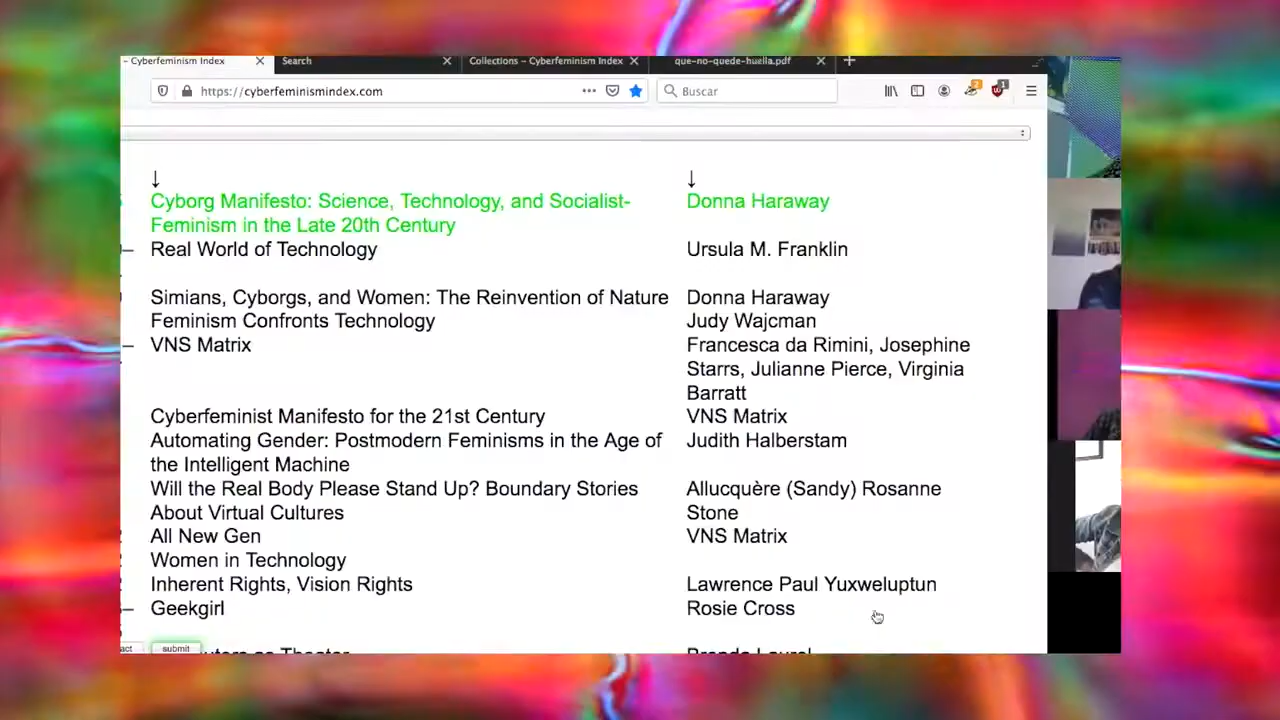 – Cyberfeminism Index
Search
Collections – Cyberfeminism Index
que-no-quede-huella.pdf
https://cyberfeminismindex.com
Buscar
↓ ↓
Cyborg Manifesto: Science, Technology, and Socialist- Donna Haraway
Feminism in the Late 20th Century
Real World of Technology Ursula M. Franklin
Simians, Cyborgs, and Women: The Reinvention of Nature Donna Haraway
Feminism Confronts Technology Judy Wajcman
VNS Matrix Francesca da Rimini, Josephine
Starrs, Julianne Pierce, Virginia
Barratt
Cyberfeminist Manifesto for the 21st Century VNS Matrix
Automating Gender: Postmodern Feminisms in the Age of Judith Halberstam
the Intelligent Machine
Will the Real Body Please Stand Up? Boundary Stories Allucquère (Sandy) Rosanne
About Virtual Cultures Stone
All New Gen VNS Matrix
Women in Technology
Inherent Rights, Vision Rights Lawrence Paul Yuxweluptun
Geekgirl Rosie Cross
submit